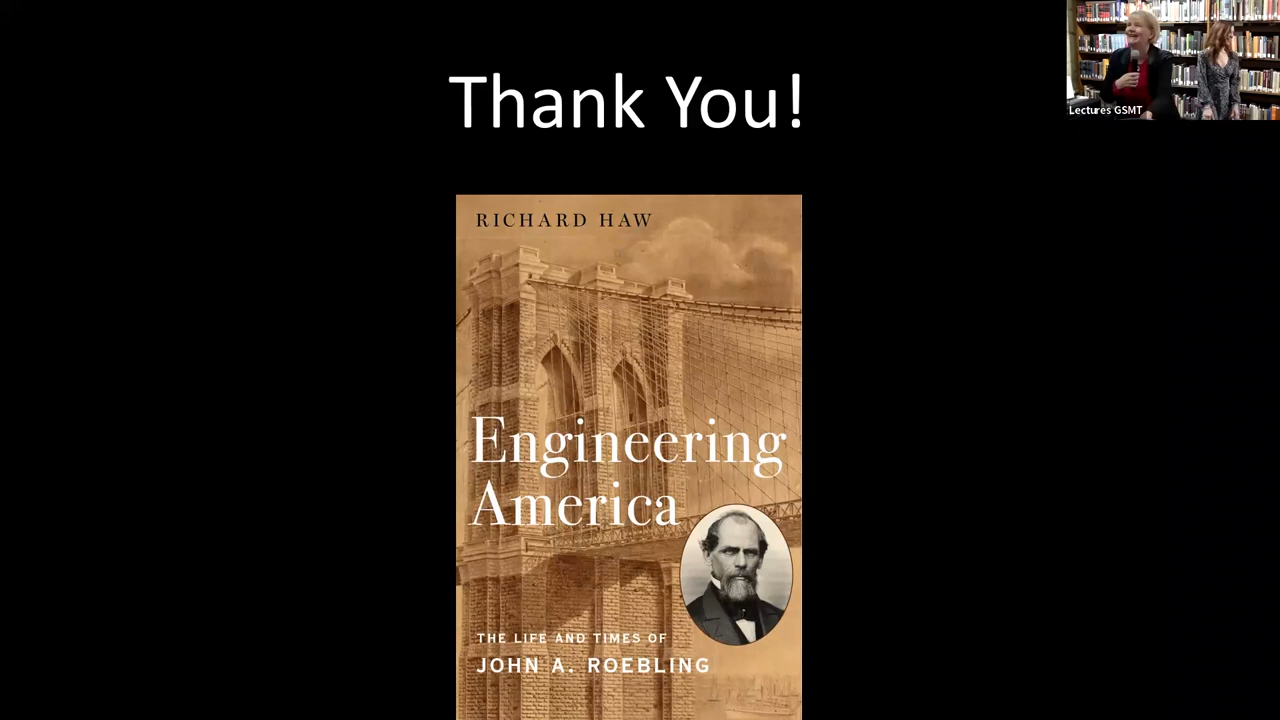 Thank You!
Lectures GSMT
RICHARD HAW
Engineering
America
THE LIFE AND TIMES OF
JOHN A. ROEBLING